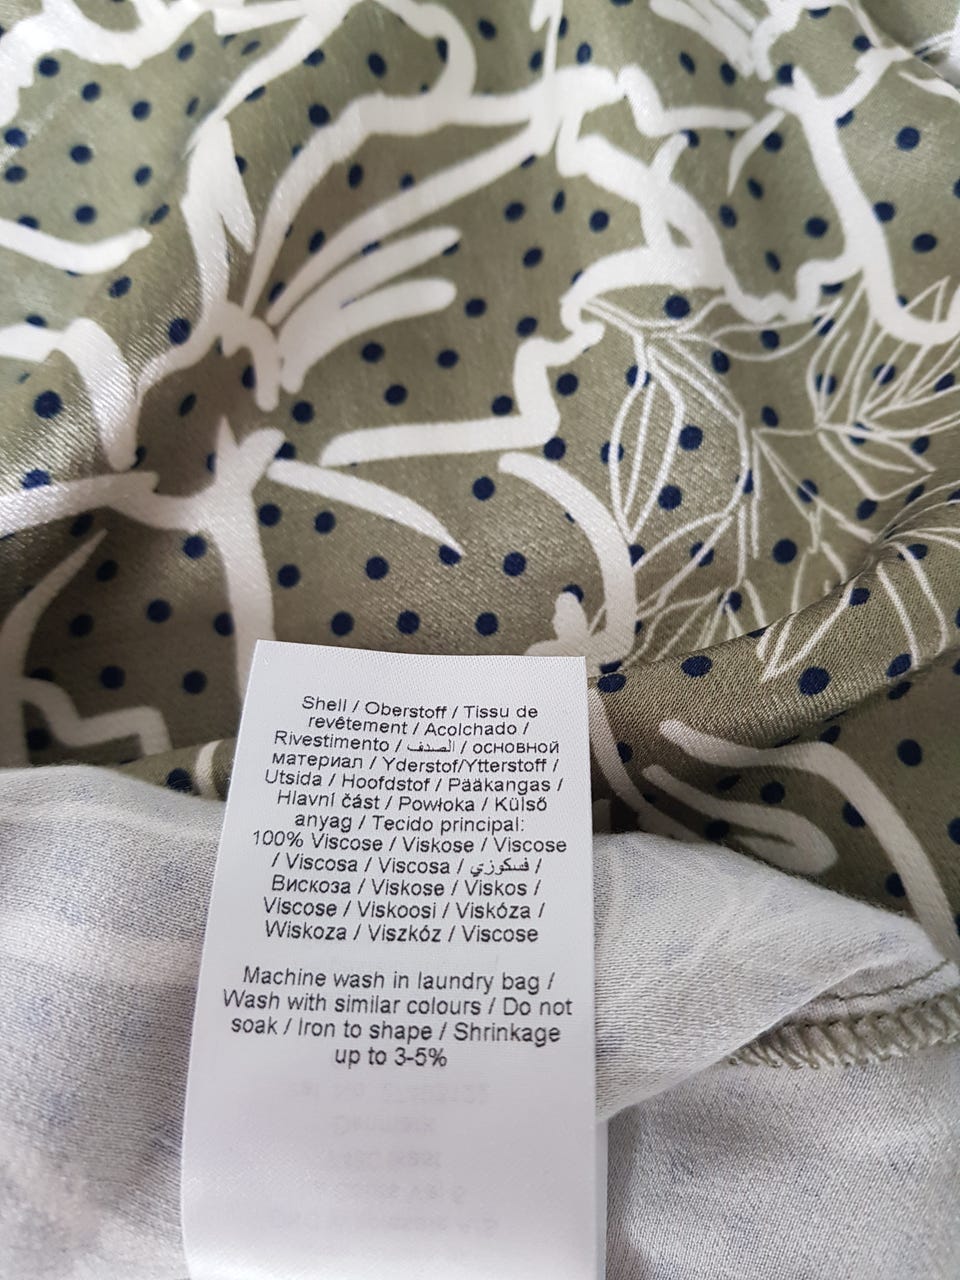 Shell / Oberstoff / Tissu de
revêtement / Acolchado /
Rivestimento / الصدف / основной
материал / Yderstof/Ytterstoff /
Utsida / Hoofdstof / Pääkangas /
Hlavní část / Powłoka / Külső
anyag / Tecido principal:
100% Viscose / Viskose / Viscose
/ Viscosa / Viscosa / فسكوزي /
Вискоза / Viskose / Viskos /
Viscose / Viskoosi / Viskóza /
Wiskoza / Viszkóz / Viscose
Machine wash in laundry bag /
Wash with similar colours / Do not
soak / Iron to shape / Shrinkage
up to 3-5%